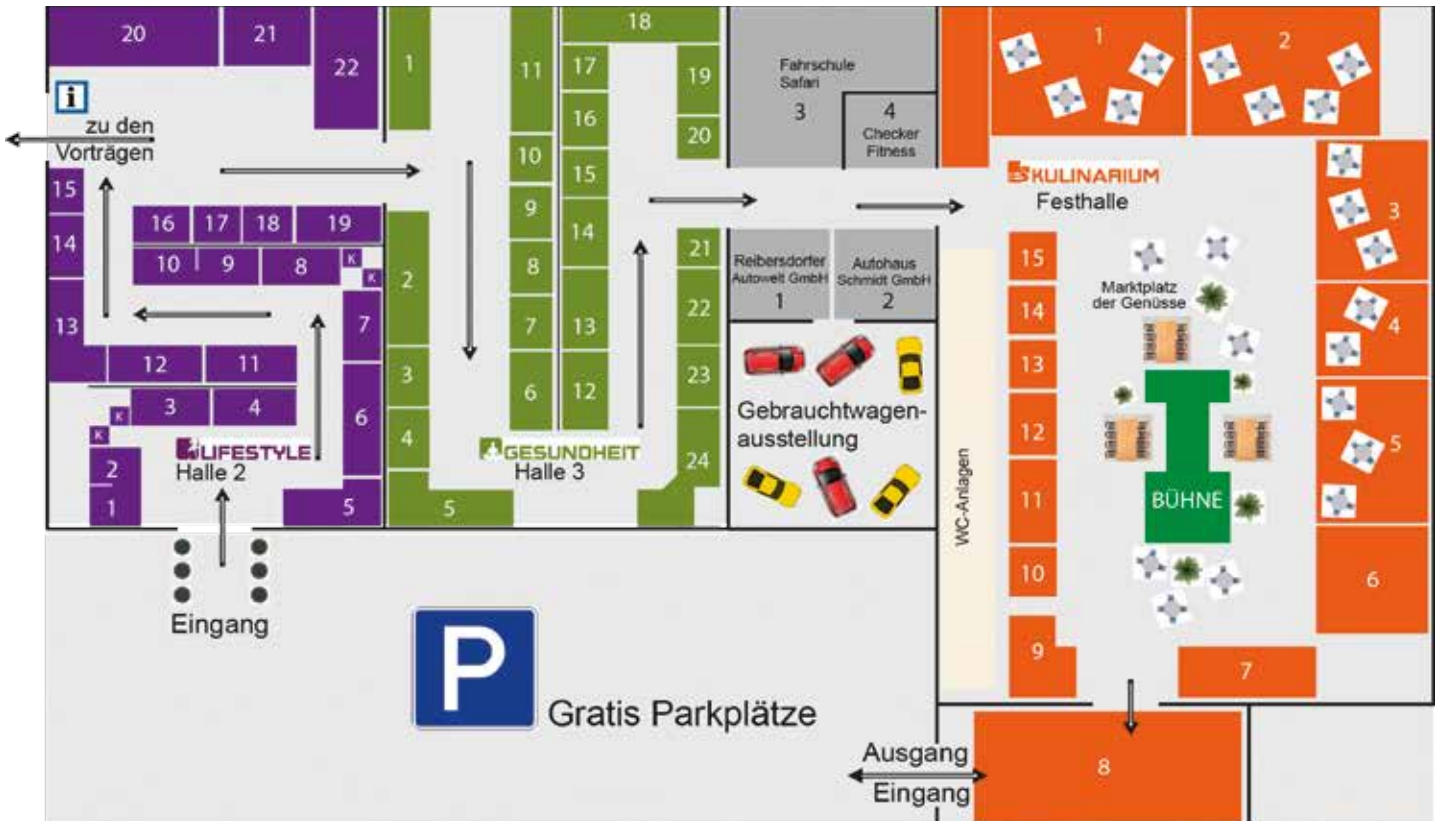 20
21
22
i
zu den
Vorträgen
15
14
13
16
17
18
19
10
9
8
K
K
7
12
11
3
4
K
K
6
2
1
5
LIFESTYLE
Halle 2
Eingang
1
2
3
4
5
11
10
9
8
7
6
18
17
16
15
14
13
12
19
20
21
22
23
24
GESUNDHEIT
Halle 3
Fahrschule
Safari
3
4
Checker
Fitness
Reibersdorfer
Autowelt GmbH
1
Autohaus
Schmidt GmbH
2
Gebrauchtwagen-
ausstellung
WC-Anlagen
1
2
3
4
5
6
7
8
9
10
11
12
13
14
15
KULINARIUM
Festhalle
Marktplatz
der Genüsse
BÜHNE
P
Gratis Parkplätze
Ausgang
Eingang